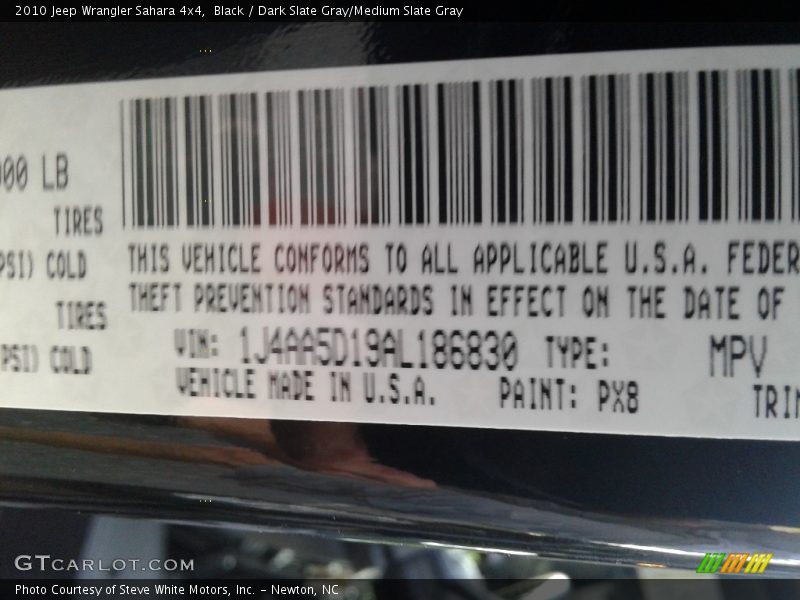 2010 Jeep Wrangler Sahara 4x4, Black / Dark Slate Gray/Medium Slate Gray
00 LB
TIRES
PSI) COLD
TIRES
PSI) COLD
THIS VEHICLE CONFORMS TO ALL APPLICABLE U.S.A. FEDER
THEFT PREVENTION STANDARDS IN EFFECT ON THE DATE OF
VIN: 1J4AA5D19AL186830 TYPE: MPV
VEHICLE MADE IN U.S.A. PAINT: PX8 TRIM
GTCARLOT.COM
Photo Courtesy of Steve White Motors, Inc. – Newton, NC